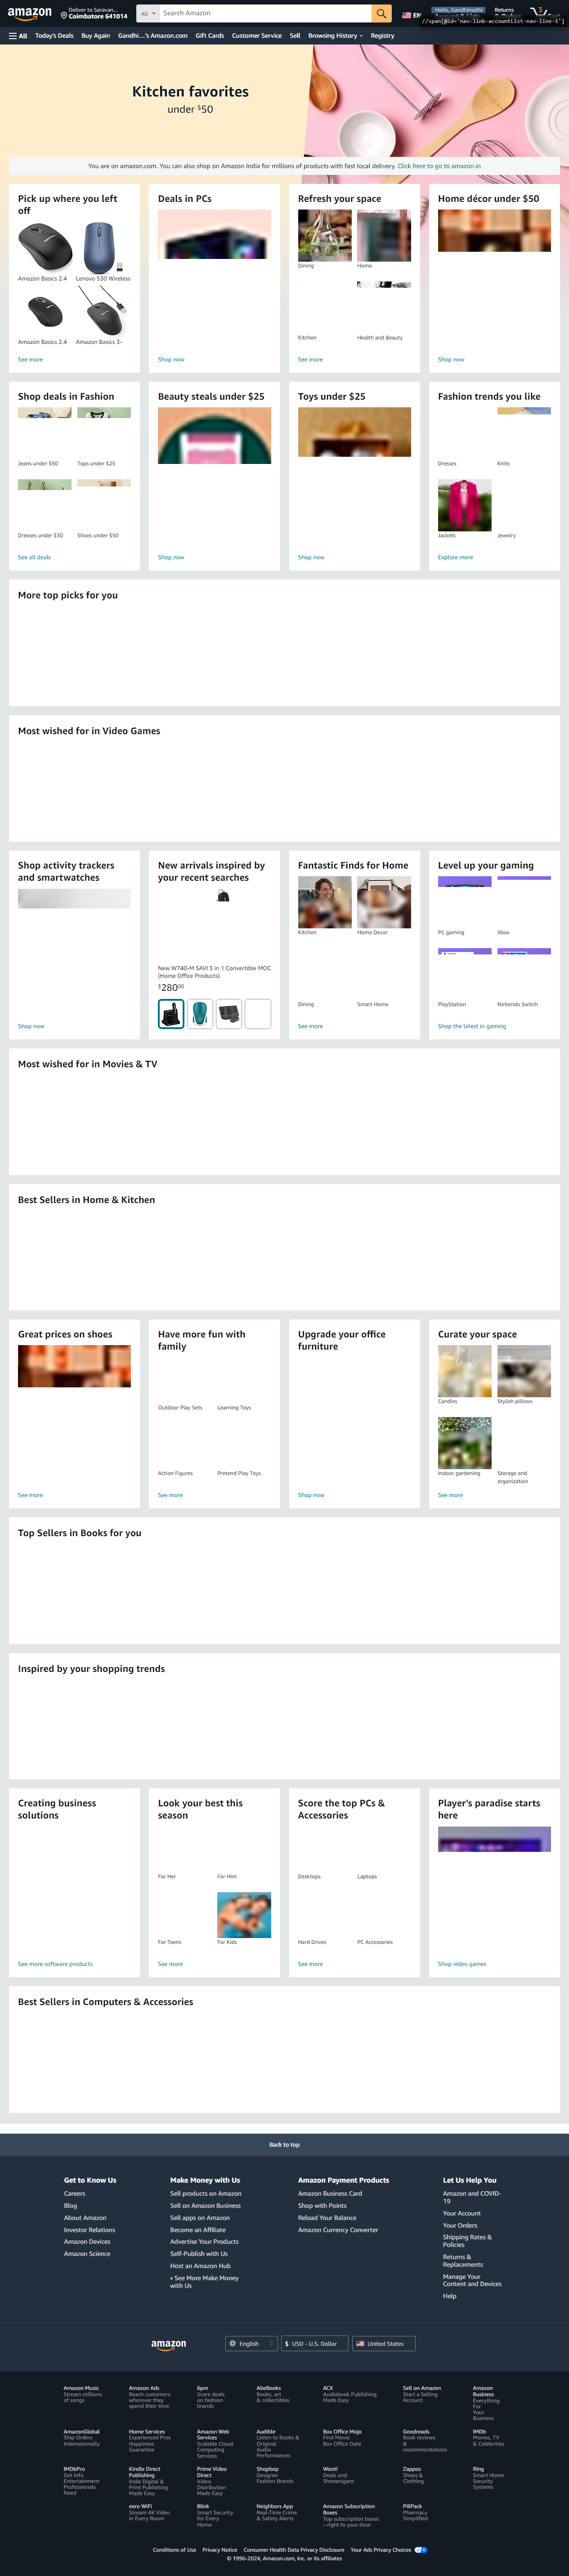 amazon
Deliver to Saravan...
Coimbatore 641014
All
Search Amazon
EN
Hello, Gandhimathi
Returns
3
//span[@id='nav-link-accountList-nav-line-1']
All
Today's Deals
Buy Again
Gandhi...'s Amazon.com
Gift Cards
Customer Service
Sell
Browsing History
Registry
Kitchen favorites
under $50
You are on amazon.com. You can also shop on Amazon India for millions of products with fast local delivery. Click here to go to amazon.in
Pick up where you left
off
Amazon Basics 2.4
Lenovo 530 Wireless
Amazon Basics 2.4
Amazon Basics 3-
See more
Deals in PCs
Shop now
Refresh your space
Dining
Home
Kitchen
Health and Beauty
See more
Home décor under $50
Shop now
Shop deals in Fashion
Jeans under $50
Tops under $25
Dresses under $30
Shoes under $50
See all deals
Beauty steals under $25
Shop now
Toys under $25
Shop now
Fashion trends you like
Dresses
Knits
Jackets
Jewelry
Explore more
More top picks for you
Most wished for in Video Games
Shop activity trackers
and smartwatches
Shop now
New arrivals inspired by
your recent searches
New W740-M SAVI 3 in 1 Convertible MOC
(Home Office Products)
$28000
Fantastic Finds for Home
Kitchen
Home Decor
Dining
Smart Home
See more
Level up your gaming
PC gaming
Xbox
PlayStation
Nintendo Switch
Shop the latest in gaming
Most wished for in Movies & TV
Best Sellers in Home & Kitchen
Great prices on shoes
See more
Have more fun with
family
Outdoor Play Sets
Learning Toys
Action Figures
Pretend Play Toys
See more
Upgrade your office
furniture
Shop now
Curate your space
Candles
Stylish pillows
Indoor gardening
Storage and
organization
See more
Top Sellers in Books for you
Inspired by your shopping trends
Creating business
solutions
See more software products
Look your best this
season
For Her
For Him
For Teens
For Kids
See more
Score the top PCs &
Accessories
Desktops
Laptops
Hard Drives
PC Accessories
See more
Player's paradise starts
here
Shop video games
Best Sellers in Computers & Accessories
Back to top
Get to Know Us
Careers
Blog
About Amazon
Investor Relations
Amazon Devices
Amazon Science
Make Money with Us
Sell products on Amazon
Sell on Amazon Business
Sell apps on Amazon
Become an Affiliate
Advertise Your Products
Self-Publish with Us
Host an Amazon Hub
› See More Make Money
with Us
Amazon Payment Products
Amazon Business Card
Shop with Points
Reload Your Balance
Amazon Currency Converter
Let Us Help You
Amazon and COVID-
19
Your Account
Your Orders
Shipping Rates &
Policies
Returns &
Replacements
Manage Your
Content and Devices
Help
amazon
English
$ USD - U.S. Dollar
United States
Amazon Music
Stream millions
of songs
Amazon Ads
Reach customers
wherever they
spend their time
6pm
Score deals
on fashion
brands
AbeBooks
Books, art
& collectibles
ACX
Audiobook Publishing
Made Easy
Sell on Amazon
Start a Selling
Account
Amazon
Business
Everything
For
Your
Business
AmazonGlobal
Ship Orders
Internationally
Home Services
Experienced Pros
Happiness
Guarantee
Amazon Web
Services
Scalable Cloud
Computing
Services
Audible
Listen to Books &
Original
Audio
Performances
Box Office Mojo
Find Movie
Box Office Data
Goodreads
Book reviews
&
recommendations
IMDb
Movies, TV
& Celebrities
IMDbPro
Get Info
Entertainment
Professionals
Need
Kindle Direct
Publishing
Indie Digital &
Print Publishing
Made Easy
Prime Video
Direct
Video
Distribution
Made Easy
Shopbop
Designer
Fashion Brands
Woot!
Deals and
Shenanigans
Zappos
Shoes &
Clothing
Ring
Smart Home
Security
Systems
eero WiFi
Stream 4K Video
in Every Room
Blink
Smart Security
for Every
Home
Neighbors App
Real-Time Crime
& Safety Alerts
Amazon Subscription
Boxes
Top subscription boxes
– right to your door
PillPack
Pharmacy
Simplified
Conditions of Use
Privacy Notice
Consumer Health Data Privacy Disclosure
Your Ads Privacy Choices
© 1996-2024, Amazon.com, Inc. or its affiliates